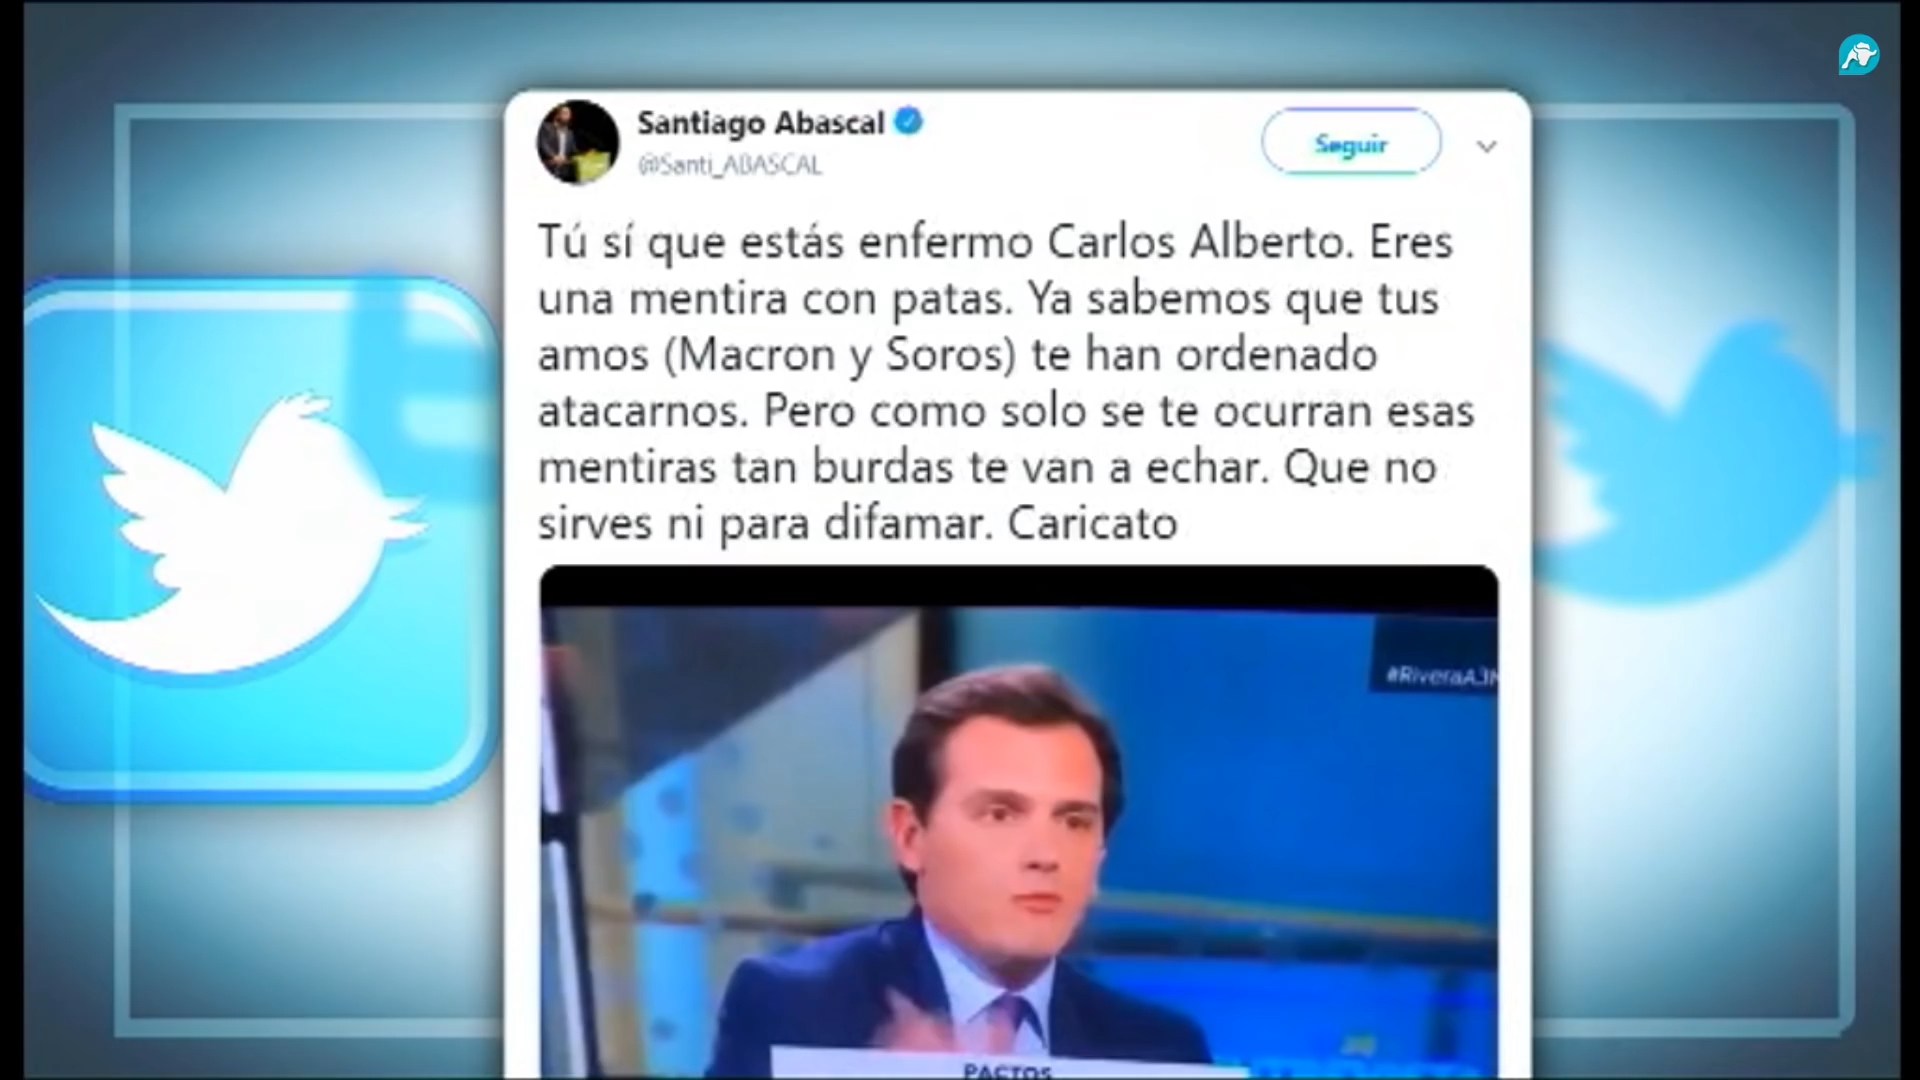 Santiago Abascal
@Santi_ABASCAL
Seguir
Tú sí que estás enfermo Carlos Alberto. Eres
una mentira con patas. Ya sabemos que tus
amos (Macron y Soros) te han ordenado
atacarnos. Pero como solo se te ocurran esas
mentiras tan burdas te van a echar. Que no
sirves ni para difamar. Caricato
#RiveraA3N
PACTOS